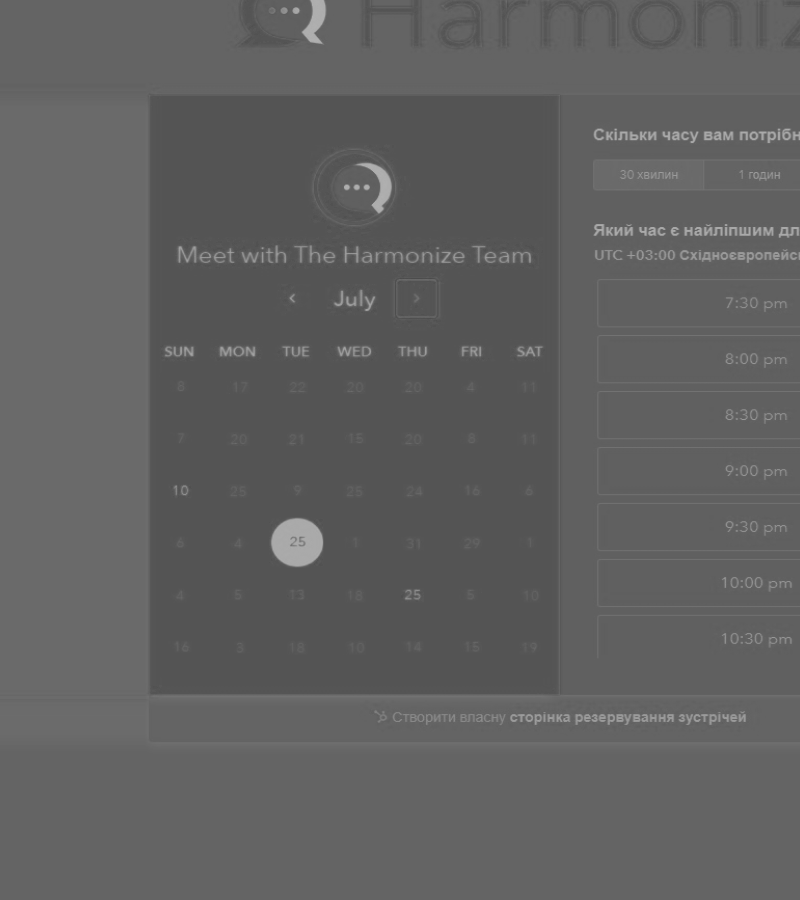 Harmoniz
Meet with The Harmonize Team
‹ July ›
SUN MON TUE WED THU FRI SAT
8 17 22 20 20 4 11
7 20 21 15 20 8 11
10 25 9 25 24 16 6
6 4 25 1 31 29 1
4 5 13 18 25 5 10
16 3 18 10 14 15 19
Скільки часу вам потрібн
30 хвилин 1 годин
Який час є найліпшим дл
UTC +03:00 Східноєвропейс
7:30 pm
8:00 pm
8:30 pm
9:00 pm
9:30 pm
10:00 pm
10:30 pm
Створити власну сторінка резервування зустрічей